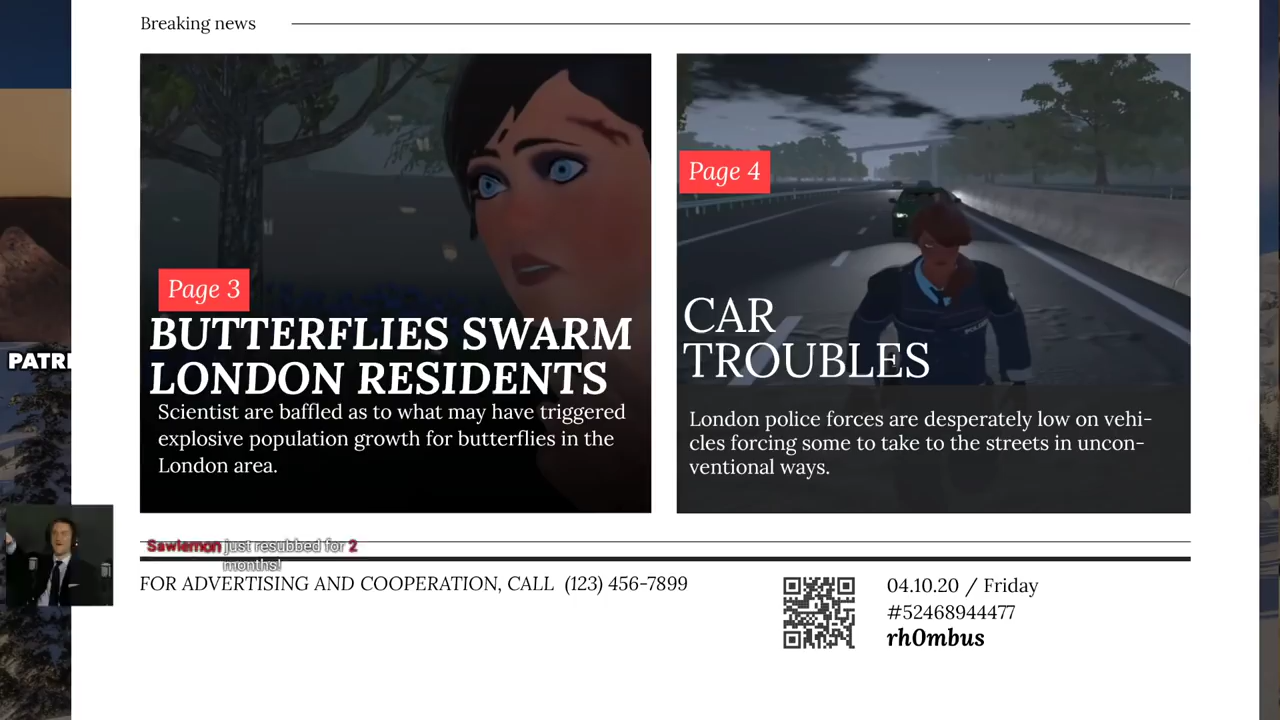 Breaking news
Page 3
BUTTERFLIES SWARM
LONDON RESIDENTS
Scientist are baffled as to what may have triggered
explosive population growth for butterflies in the
London area.
Page 4
CAR
TROUBLES
London police forces are desperately low on vehi-
cles forcing some to take to the streets in uncon-
ventional ways.
PATRI
Sawlemon just resubbed for 2
months!
FOR ADVERTISING AND COOPERATION, CALL (123) 456-7899
04.10.20 / Friday
#52468944477
rhOmbus